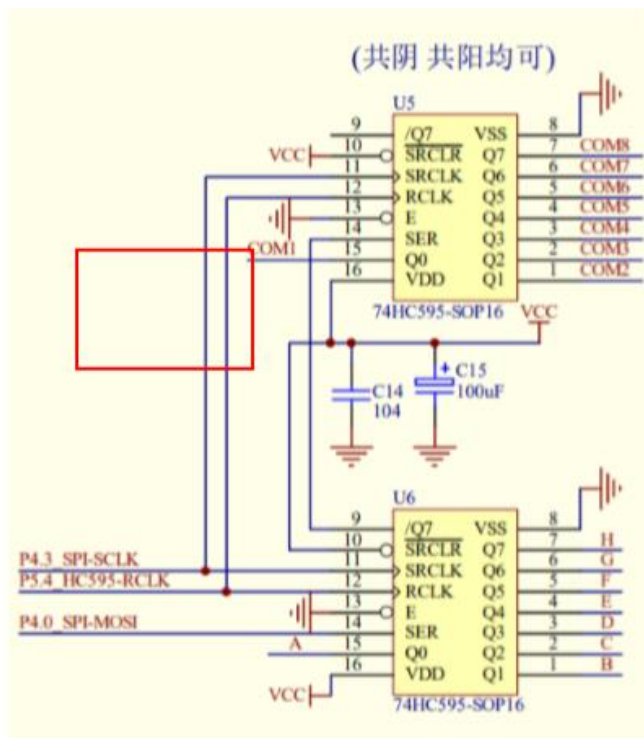 (共阴 共阳均可)
U5
9 /Q7 VSS 8
VCC 10 SRCLR Q7 7 COM8
11 SRCLK Q6 6 COM7
12 RCLK Q5 5 COM6
13 E Q4 4 COM5
14 SER Q3 3 COM4
COM1 15 Q0 Q2 2 COM3
16 VDD Q1 1 COM2
74HC595-SOP16
VCC
C14
104
+ C15
100uF
U6
9 /Q7 VSS 8
10 SRCLR Q7 7 H
P4.3_SPI-SCLK 11 SRCLK Q6 6 G
P5.4_HC595-RCLK 12 RCLK Q5 5 F
13 E Q4 4 E
P4.0_SPI-MOSI 14 SER Q3 3 D
A 15 Q0 Q2 2 C
16 VDD Q1 1 B
VCC
74HC595-SOP16